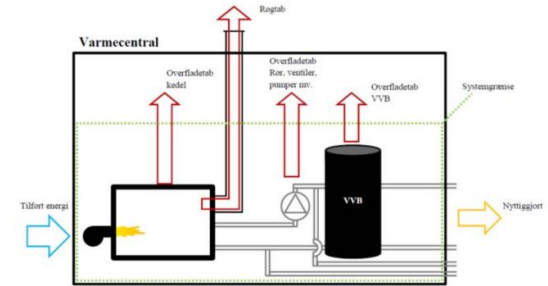 Røgtab
Varmecentral
Overfladetab
kedel
Overfladetab
Rør, ventiler,
pumper mv.
Overfladetab
VVB
Systemgrænse
Tilført energi
VVB
Nyttiggjort